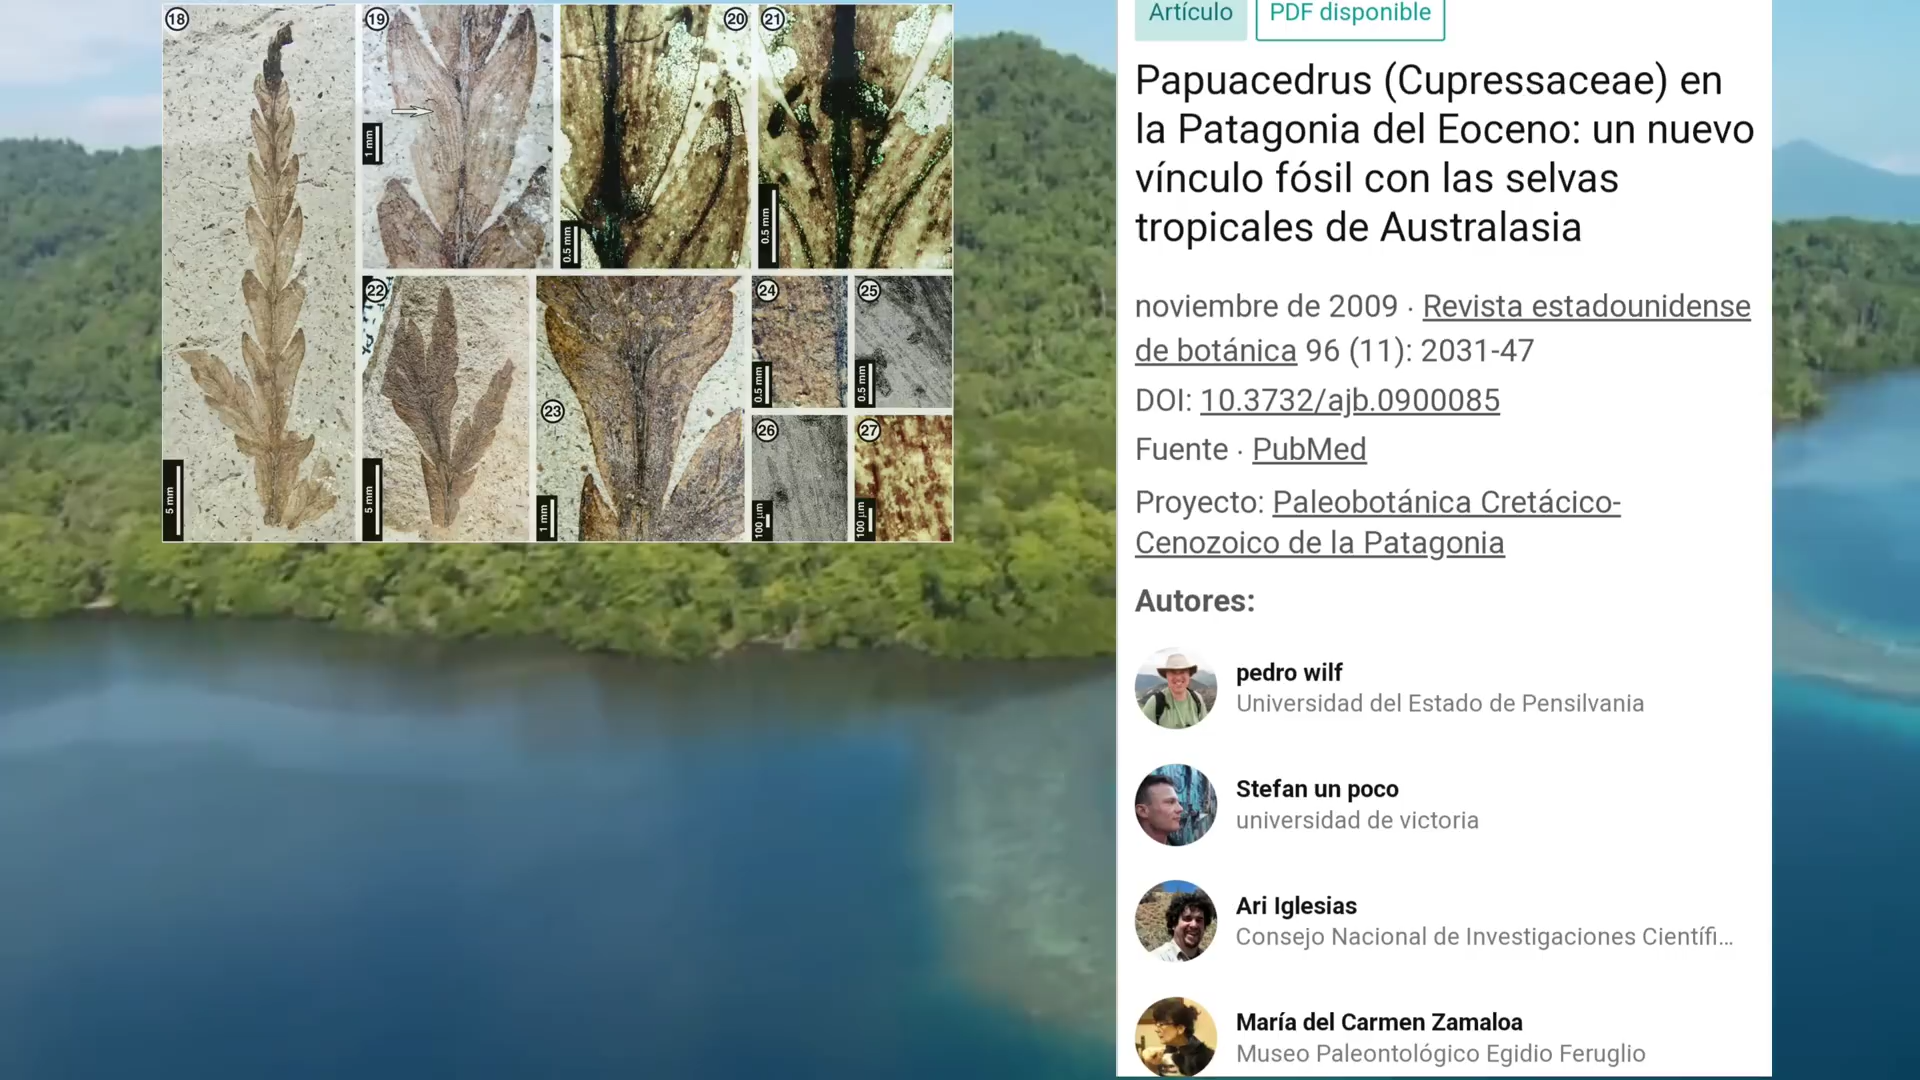 18
19
20
21
1 mm
0.5 mm
0.5 mm
22
23
24
25
0.5 mm
0.5 mm
26
27
5 mm
5 mm
1 mm
100 µm
100 µm
Artículo
PDF disponible
Papuacedrus (Cupressaceae) en
la Patagonia del Eoceno: un nuevo
vínculo fósil con las selvas
tropicales de Australasia
noviembre de 2009 · Revista estadounidense
de botánica 96 (11): 2031-47
DOI: 10.3732/ajb.0900085
Fuente · PubMed
Proyecto: Paleobotánica Cretácico-
Cenozoico de la Patagonia
Autores:
pedro wilf
Universidad del Estado de Pensilvania
Stefan un poco
universidad de victoria
Ari Iglesias
Consejo Nacional de Investigaciones Científi...
María del Carmen Zamaloa
Museo Paleontológico Egidio Feruglio